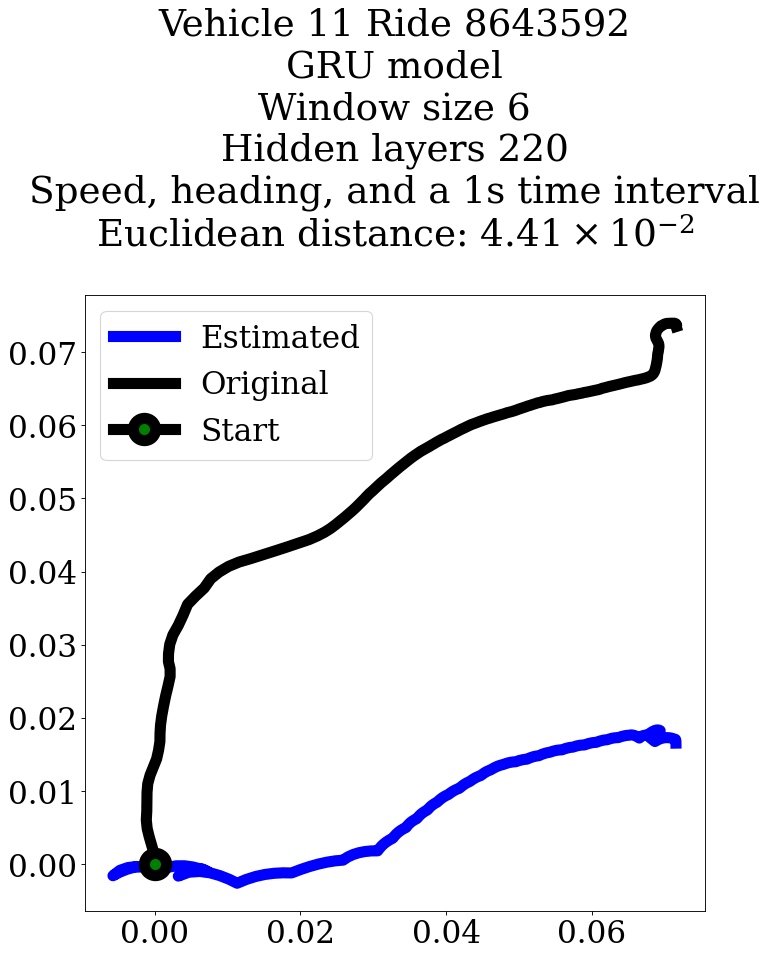 Vehicle 11 Ride 8643592
GRU model
Window size 6
Hidden layers 220
Speed, heading, and a 1s time interval
Euclidean distance: 4.41 × 10⁻²
Estimated
Original
Start
0.07
0.06
0.05
0.04
0.03
0.02
0.01
0.00
0.00 0.02 0.04 0.06